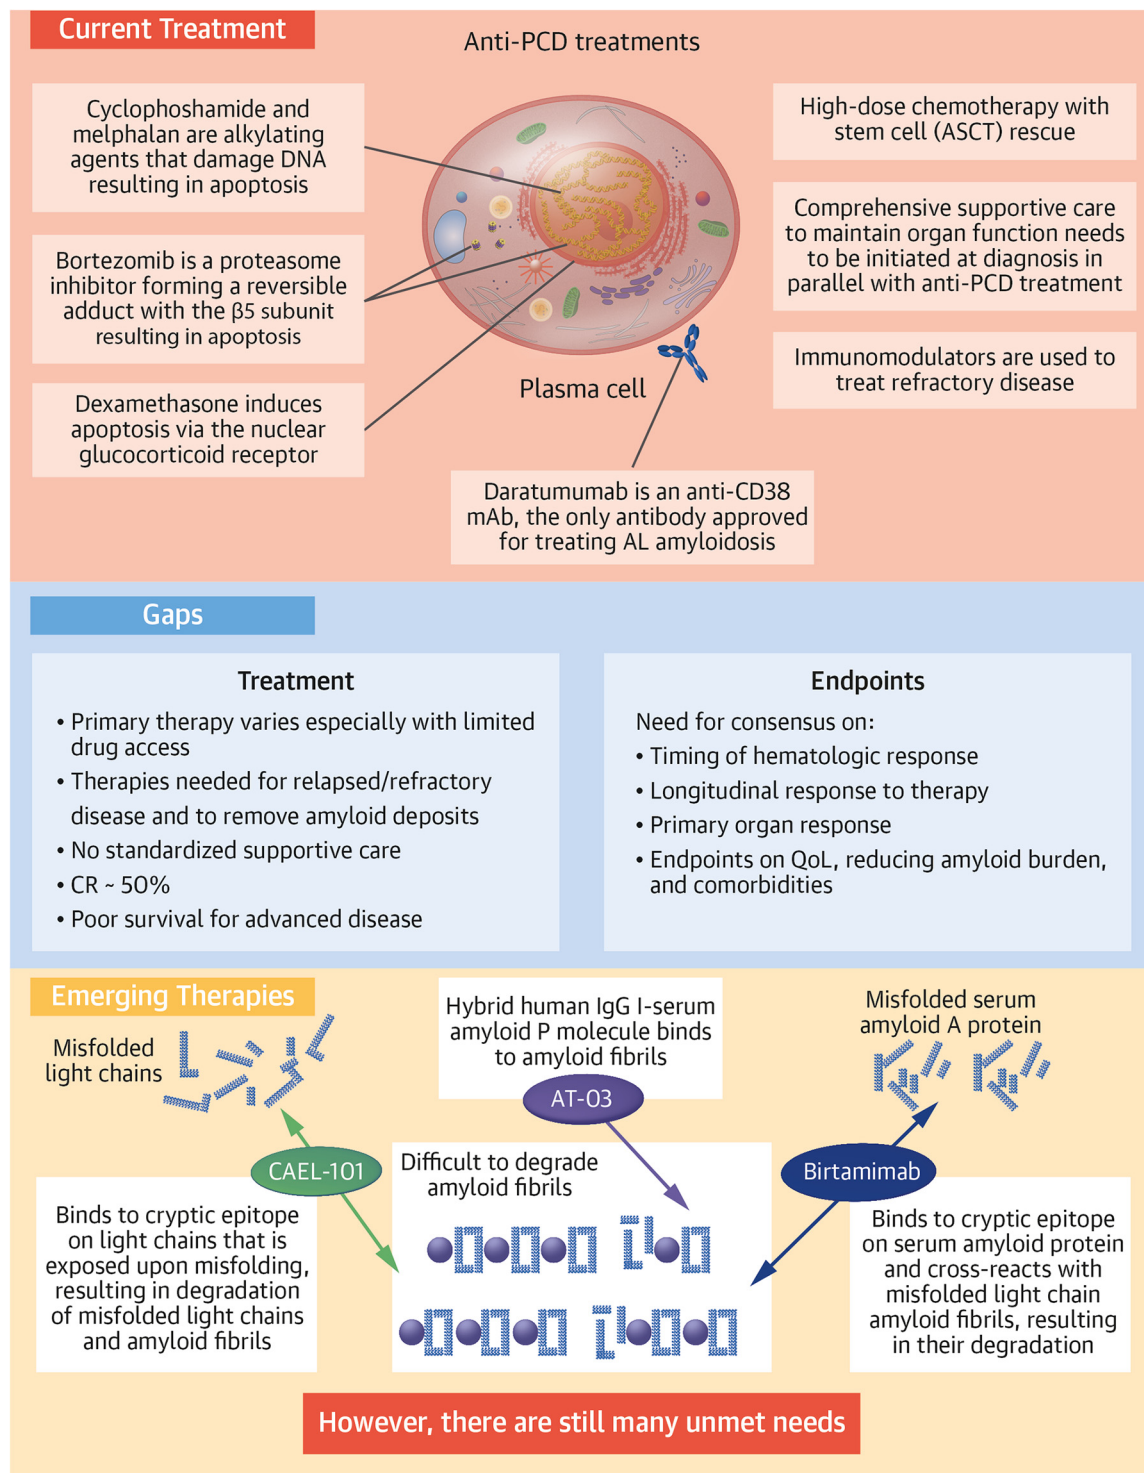 Current Treatment
Anti-PCD treatments
Cyclophoshamide and
melphalan are alkylating
agents that damage DNA
resulting in apoptosis
Bortezomib is a proteasome
inhibitor forming a reversible
adduct with the β5 subunit
resulting in apoptosis
Dexamethasone induces
apoptosis via the nuclear
glucocorticoid receptor
Plasma cell
High-dose chemotherapy with
stem cell (ASCT) rescue
Comprehensive supportive care
to maintain organ function needs
to be initiated at diagnosis in
parallel with anti-PCD treatment
Immunomodulators are used to
treat refractory disease
Daratumumab is an anti-CD38
mAb, the only antibody approved
for treating AL amyloidosis
Gaps
Treatment
• Primary therapy varies especially with limited
drug access
• Therapies needed for relapsed/refractory
disease and to remove amyloid deposits
• No standardized supportive care
• CR ~ 50%
• Poor survival for advanced disease
Endpoints
Need for consensus on:
• Timing of hematologic response
• Longitudinal response to therapy
• Primary organ response
• Endpoints on QoL, reducing amyloid burden,
and comorbidities
Emerging Therapies
Misfolded
light chains
CAEL-101
Binds to cryptic epitope
on light chains that is
exposed upon misfolding,
resulting in degradation
of misfolded light chains
and amyloid fibrils
Hybrid human IgG I-serum
amyloid P molecule binds
to amyloid fibrils
AT-03
Difficult to degrade
amyloid fibrils
Misfolded serum
amyloid A protein
Birtamimab
Binds to cryptic epitope
on serum amyloid protein
and cross-reacts with
misfolded light chain
amyloid fibrils, resulting
in their degradation
However, there are still many unmet needs